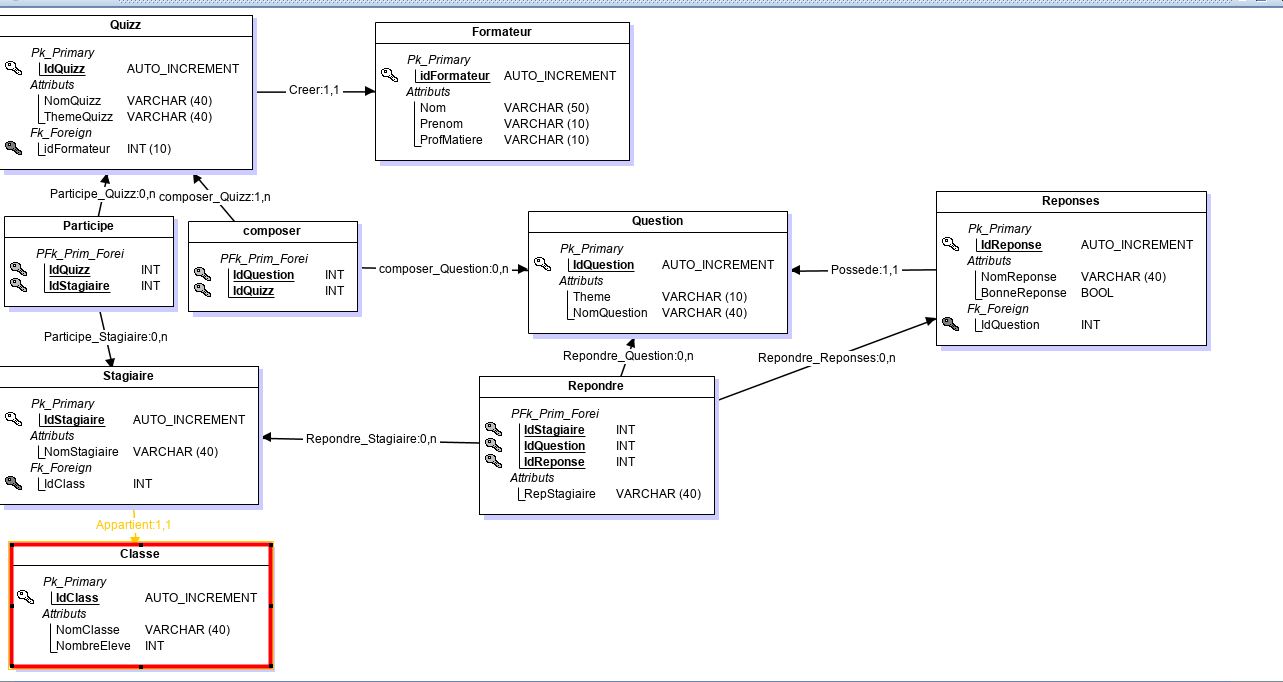 Quizz
Pk_Primary
IdQuizz AUTO_INCREMENT
Attributs
NomQuizz VARCHAR (40)
ThemeQuizz VARCHAR (40)
Fk_Foreign
idFormateur INT (10)
Creer:1,1
Formateur
Pk_Primary
idFormateur AUTO_INCREMENT
Attributs
Nom VARCHAR (50)
Prenom VARCHAR (10)
ProfMatiere VARCHAR (10)
Participe_Quizz:0,n
composer_Quizz:1,n
Participe
PFk_Prim_Forei
IdQuizz INT
IdStagiaire INT
composer
PFk_Prim_Forei
IdQuestion INT
IdQuizz INT
composer_Question:0,n
Question
Pk_Primary
IdQuestion AUTO_INCREMENT
Attributs
Theme VARCHAR (10)
NomQuestion VARCHAR (40)
Possede:1,1
Reponses
Pk_Primary
IdReponse AUTO_INCREMENT
Attributs
NomReponse VARCHAR (40)
BonneReponse BOOL
Fk_Foreign
IdQuestion INT
Participe_Stagiaire:0,n
Repondre_Question:0,n
Repondre_Reponses:0,n
Stagiaire
Pk_Primary
IdStagiaire AUTO_INCREMENT
Attributs
NomStagiaire VARCHAR (40)
Fk_Foreign
IdClass INT
Repondre_Stagiaire:0,n
Repondre
PFk_Prim_Forei
IdStagiaire INT
IdQuestion INT
IdReponse INT
Attributs
RepStagiaire VARCHAR (40)
Appartient:1,1
Classe
Pk_Primary
IdClass AUTO_INCREMENT
Attributs
NomClasse VARCHAR (40)
NombreEleve INT